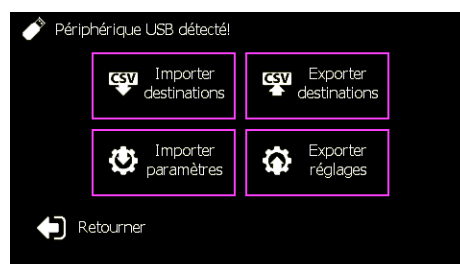 Périphérique USB détecté!
CSV Importer
destinations
CSV Exporter
destinations
Importer
paramètres
Exporter
réglages
Retourner